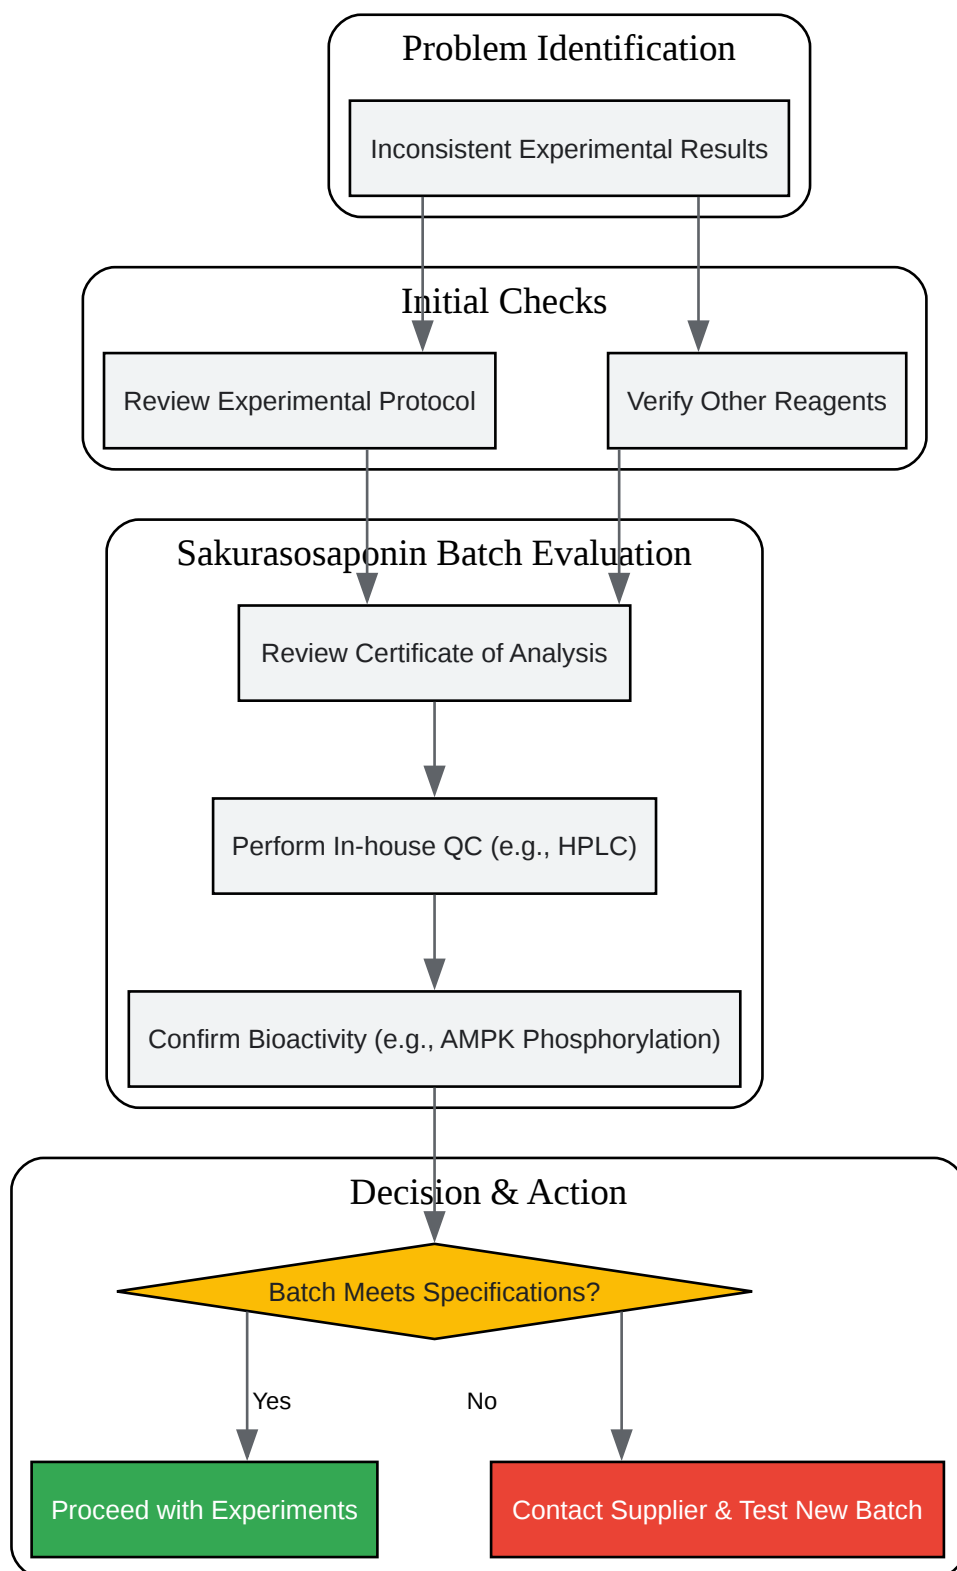 Problem Identification
Inconsistent Experimental Results
Initial Checks
Review Experimental Protocol
Verify Other Reagents
Sakurasosaponin Batch Evaluation
Review Certificate of Analysis
Perform In-house QC (e.g., HPLC)
Confirm Bioactivity (e.g., AMPK Phosphorylation)
Decision & Action
Batch Meets Specifications?
Yes
No
Proceed with Experiments
Contact Supplier & Test New Batch